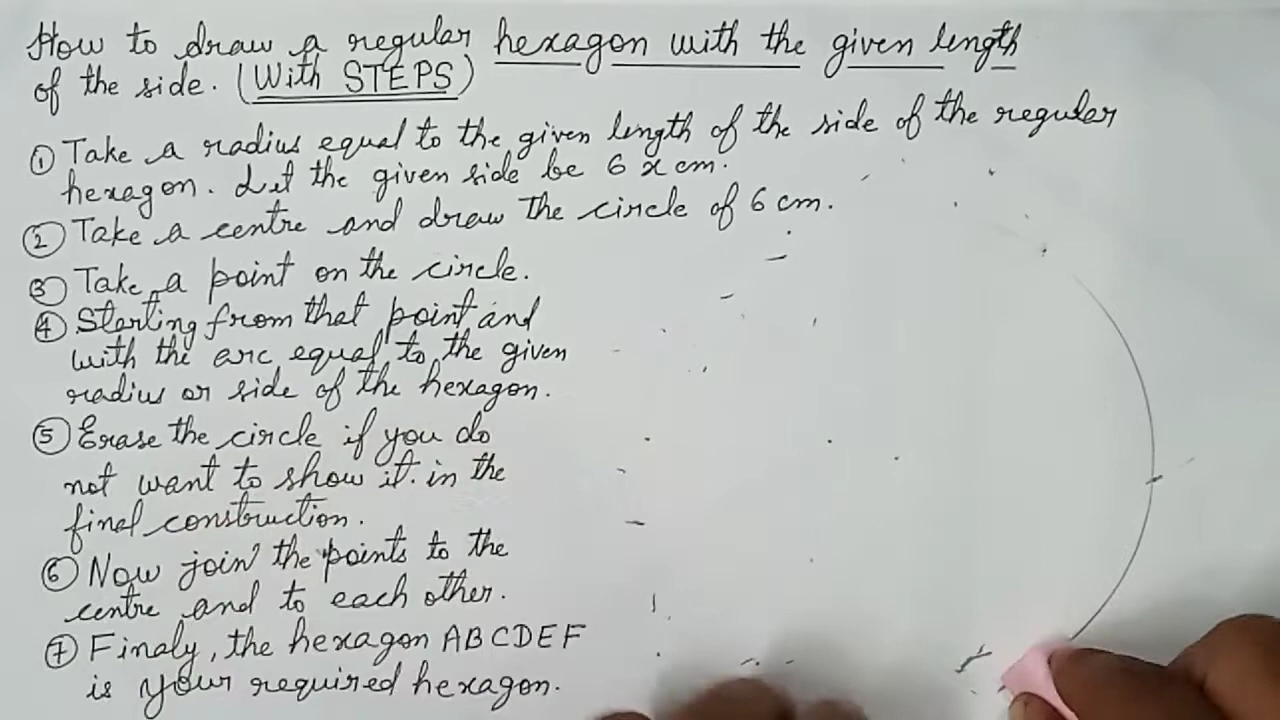 How to draw a regular hexagon with the given length
of the side. (With STEPS)
① Take a radius equal to the given length of the side of the regular
hexagon. Let the given side be 6 x cm.
② Take a centre and draw the circle of 6 cm.
③ Take a point on the circle.
④ Starting from that point and
with the arc equal to the given
radius or side of the hexagon.
⑤ Erase the circle if you do
not want to show it. in the
final construction.
⑥ Now join the points to the
centre and to each other.
⑦ Finaly, the hexagon ABCDEF
is your required hexagon.